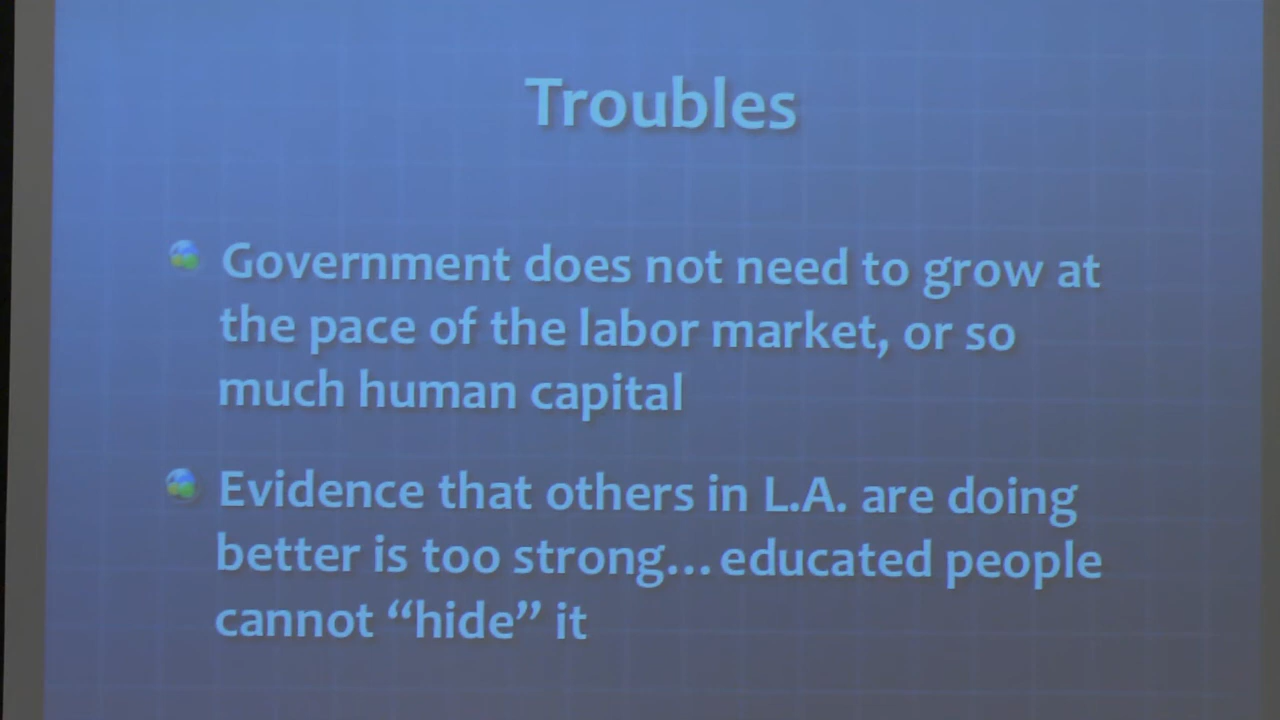 Troubles
Government does not need to grow at
the pace of the labor market, or so
much human capital
Evidence that others in L.A. are doing
better is too strong…educated people
cannot “hide” it